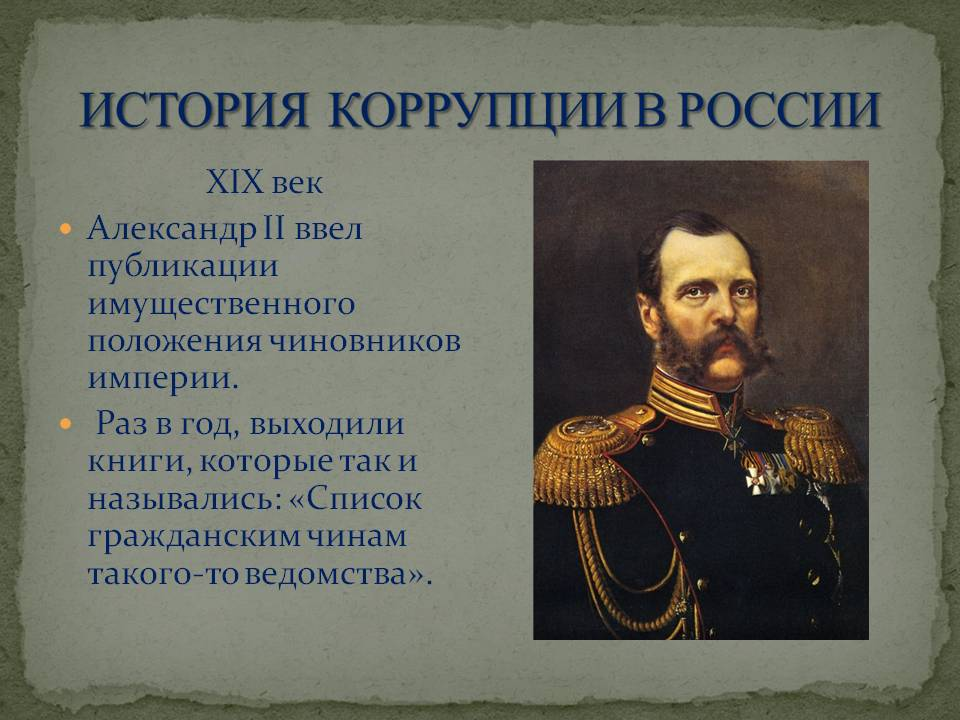 ИСТОРИЯ КОРРУПЦИИ В РОССИИ
XIX век
Александр II ввел
публикации
имущественного
положения чиновников
империи.
Раз в год, выходили
книги, которые так и
назывались: «Список
гражданским чинам
такого-то ведомства».